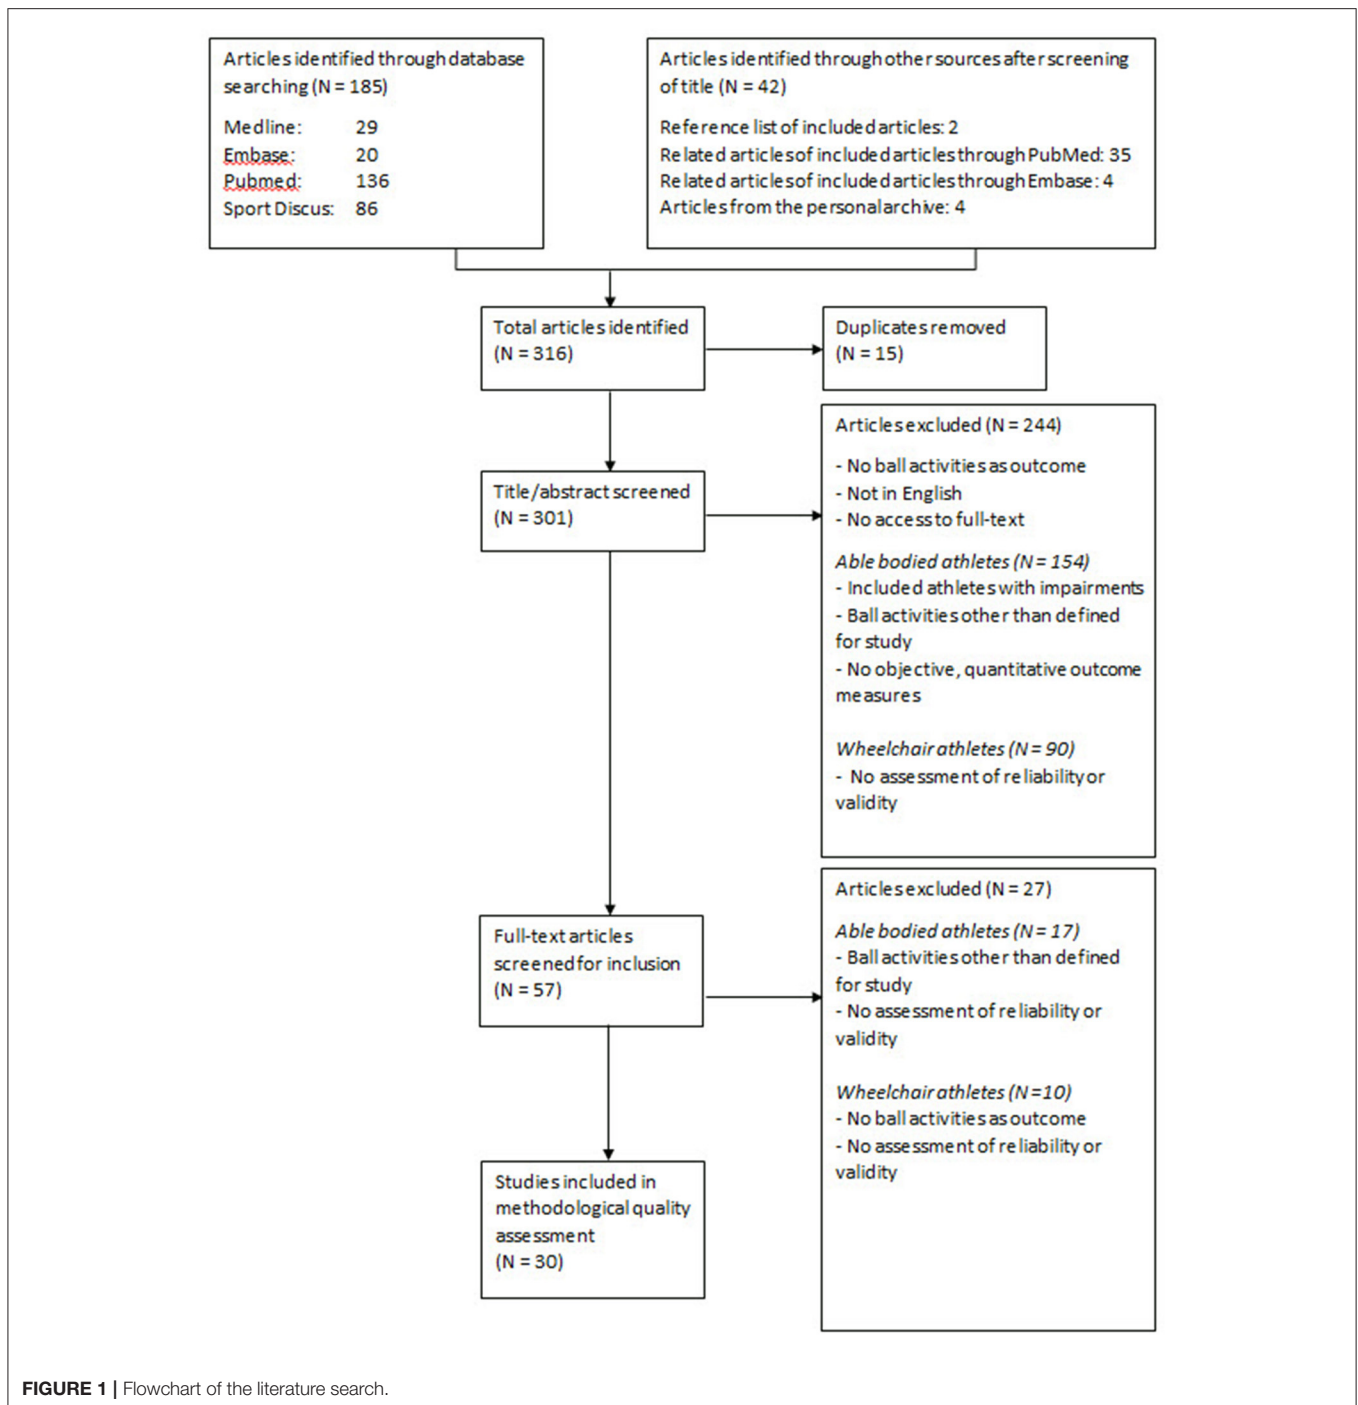 Articles identified through database
searching (N = 185)
Medline: 29
Embase: 20
Pubmed: 136
Sport Discus: 86
Articles identified through other sources after screening
of title (N = 42)
Reference list of included articles: 2
Related articles of included articles through PubMed: 35
Related articles of included articles through Embase: 4
Articles from the personal archive: 4
Total articles identified
(N = 316)
Duplicates removed
(N = 15)
Title/abstract screened
(N = 301)
Articles excluded (N = 244)
- No ball activities as outcome
- Not in English
- No access to full-text
Able bodied athletes (N = 154)
- Included athletes with impairments
- Ball activities other than defined
for study
- No objective, quantitative outcome
measures
Wheelchair athletes (N = 90)
- No assessment of reliability or
validity
Full-text articles
screened for inclusion
(N = 57)
Articles excluded (N = 27)
Able bodied athletes (N = 17)
- Ball activities other than defined
for study
- No assessment of reliability or
validity
Wheelchair athletes (N =10)
- No ball activities as outcome
- No assessment of reliability or
validity
Studies included in
methodological quality
assessment
(N = 30)
FIGURE 1 | Flowchart of the literature search.